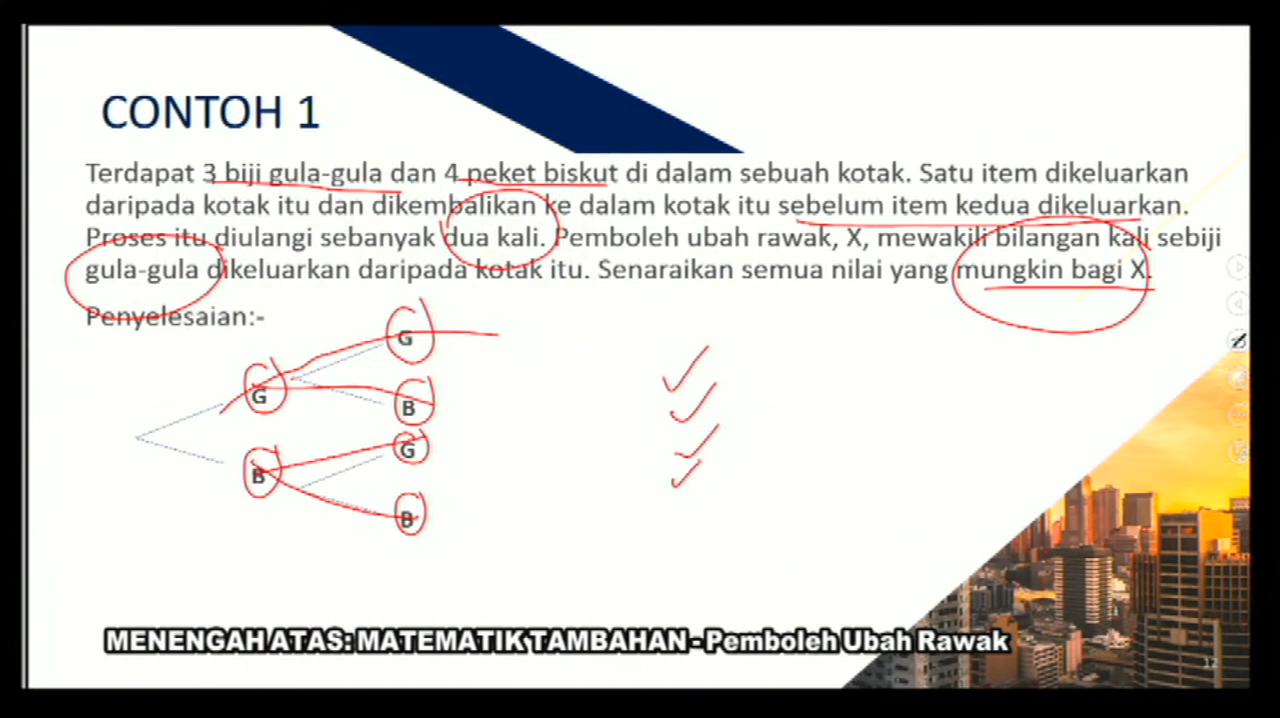 CONTOH 1
Terdapat 3 biji gula-gula dan 4 peket biskut di dalam sebuah kotak. Satu item dikeluarkan
daripada kotak itu dan dikembalikan ke dalam kotak itu sebelum item kedua dikeluarkan.
Proses itu diulangi sebanyak dua kali. Pemboleh ubah rawak, X, mewakili bilangan kali sebiji
gula-gula dikeluarkan daripada kotak itu. Senaraikan semua nilai yang mungkin bagi X.
Penyelesaian:-
G
G
B
G
B
B
MENENGAH ATAS: MATEMATIK TAMBAHAN - Pemboleh Ubah Rawak
12